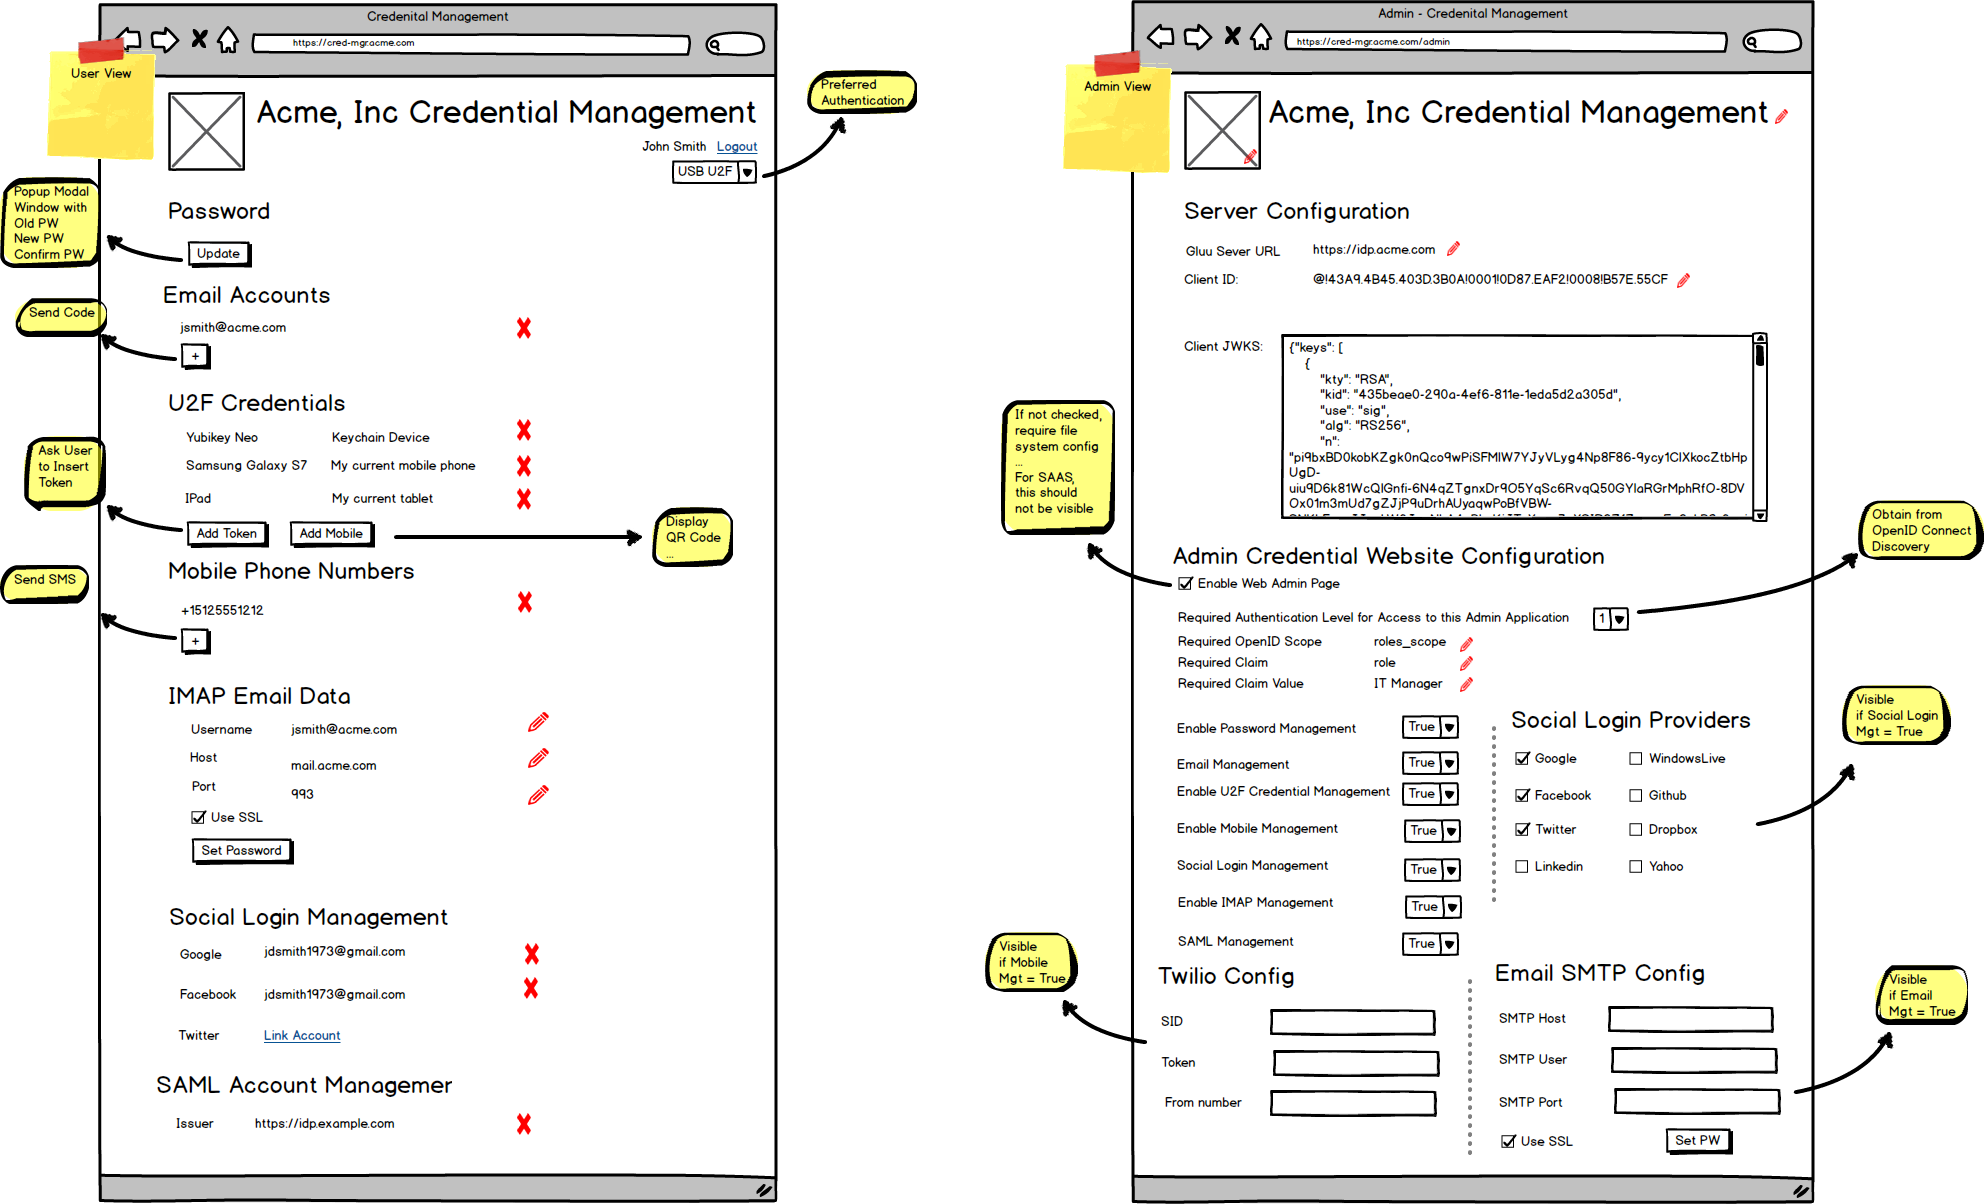 Credenital Management
https://cred-mgr.acme.com
User View
Acme, Inc Credential Management
John Smith Logout
USB U2F
Preferred
Authentication
Popup Modal
Window with
Old PW
New PW
Confirm PW
Password
Update
Email Accounts
Send Code
jsmith@acme.com
+
U2F Credentials
Yubikey Neo Keychain Device
Samsung Galaxy S7 My current mobile phone
IPad My current tablet
Ask User
to Insert
Token
Add Token Add Mobile
Display
QR Code
...
Mobile Phone Numbers
Send SMS
+15125551212
+
IMAP Email Data
Username jsmith@acme.com
Host mail.acme.com
Port 993
Use SSL
Set Password
Social Login Management
Google jdsmith1973@gmail.com
Facebook jdsmith1973@gmail.com
Twitter Link Account
SAML Account Managemer
Issuer https://idp.example.com
Admin - Credenital Management
https://cred-mgr.acme.com/admin
Admin View
Acme, Inc Credential Management
Server Configuration
Gluu Sever URL https://idp.acme.com
Client ID: @!43A9.4B45.403D.3B0A!0001!0D87.EAF2!0008!B57E.55CF
Client JWKS:
{"keys": [
{
"kty": "RSA",
"kid": "435beae0-290a-4ef6-811e-1eda5d2a305d",
"use": "sig",
"alg": "RS256",
"n":
"pi9bxBD0kobKZgk0nQco9wPiSFMIW7YJyVLyg4Np8F86-9ycy1CIXkocZtbHp
UgD-
uiu9D6k81WcQIGnfi-6N4qZTgnxDr9O5YqSc6RvqQ50GYIaRGrMphRfO-8DV
Ox01m3mUd7gZJjP9uDrhAUyaqwPoBfVBW-
If not checked,
require file
system config
...
For SAAS,
this should
not be visible
Admin Credential Website Configuration
Enable Web Admin Page
Required Authentication Level for Access to this Admin Application 1
Obtain from
OpenID Connect
Discovery
Required OpenID Scope roles_scope
Required Claim role
Required Claim Value IT Manager
Enable Password Management True
Email Management True
Enable U2F Credential Management True
Enable Mobile Management True
Social Login Management True
Enable IMAP Management True
SAML Management True
Social Login Providers
Google WindowsLive
Facebook Github
Twitter Dropbox
Linkedin Yahoo
Visible
if Social Login
Mgt = True
Visible
if Mobile
Mgt = True
Twilio Config
SID
Token
From number
Email SMTP Config
SMTP Host
SMTP User
SMTP Port
Use SSL Set PW
Visible
if Email
Mgt = True